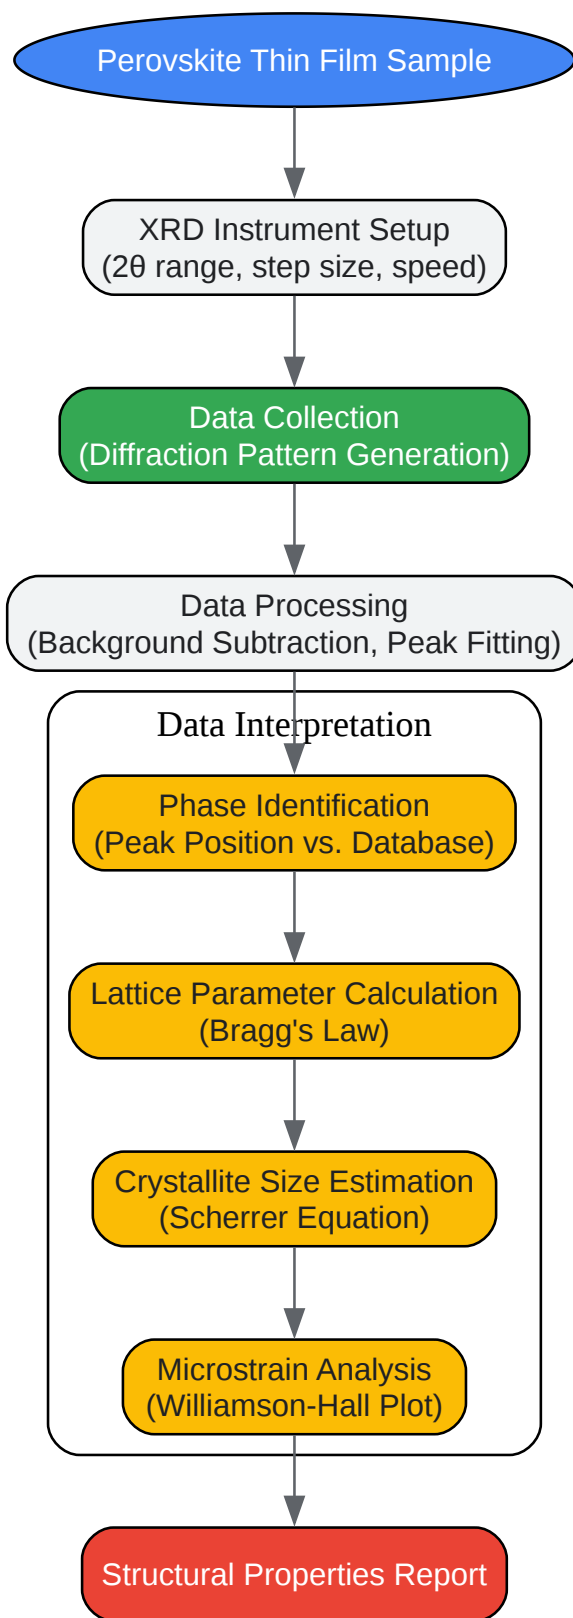 Perovskite Thin Film Sample
XRD Instrument Setup
(2θ range, step size, speed)
Data Collection
(Diffraction Pattern Generation)
Data Processing
(Background Subtraction, Peak Fitting)
Data Interpretation
Phase Identification
(Peak Position vs. Database)
Lattice Parameter Calculation
(Bragg's Law)
Crystallite Size Estimation
(Scherrer Equation)
Microstrain Analysis
(Williamson-Hall Plot)
Structural Properties Report